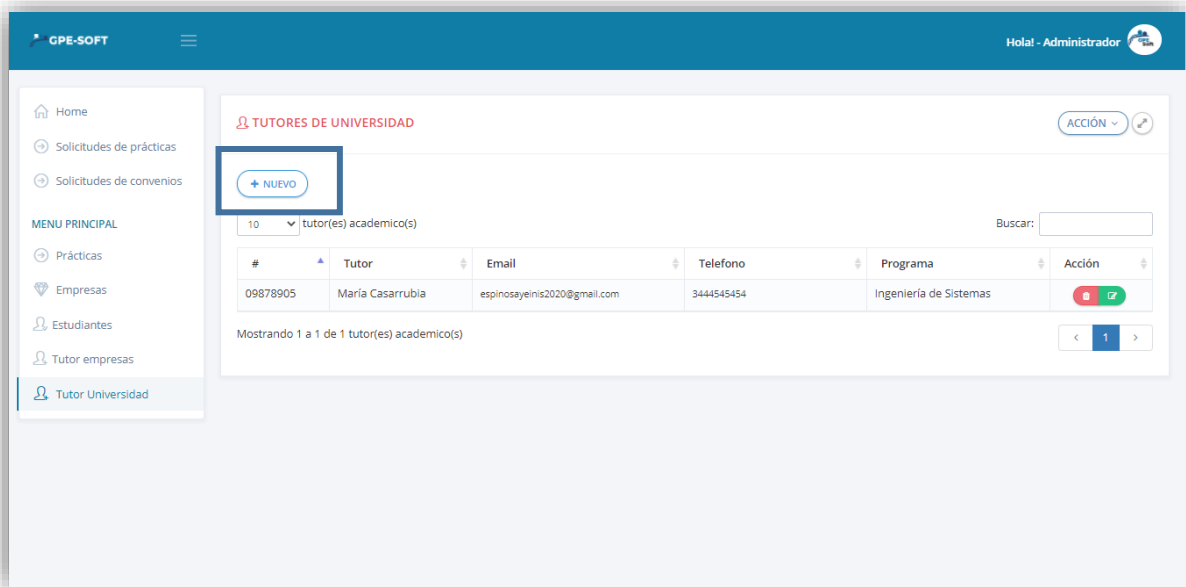 GPE-SOFT
Hola! - Administrador
GPE
Soft
Home
Solicitudes de prácticas
Solicitudes de convenios
MENU PRINCIPAL
Prácticas
Empresas
Estudiantes
Tutor empresas
Tutor Universidad
TUTORES DE UNIVERSIDAD
ACCIÓN
+ NUEVO
10 tutor(es) academico(s)
Buscar:
# Tutor Email Telefono Programa Acción
09878905 María Casarrubia espinosayeinis2020@gmail.com 3444545454 Ingeniería de Sistemas
Mostrando 1 a 1 de 1 tutor(es) academico(s)
< 1 >